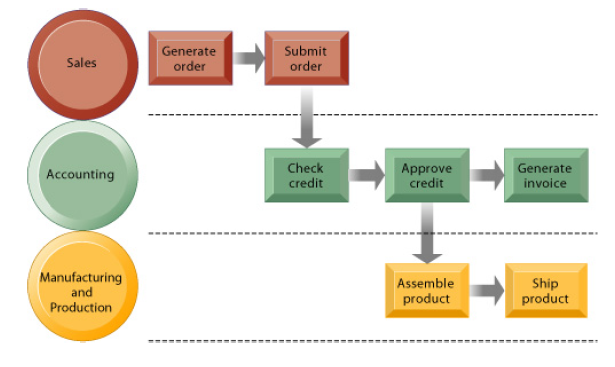 Sales
Generate
order
Submit
order
Accounting
Check
credit
Approve
credit
Generate
invoice
Manufacturing
and
Production
Assemble
product
Ship
product